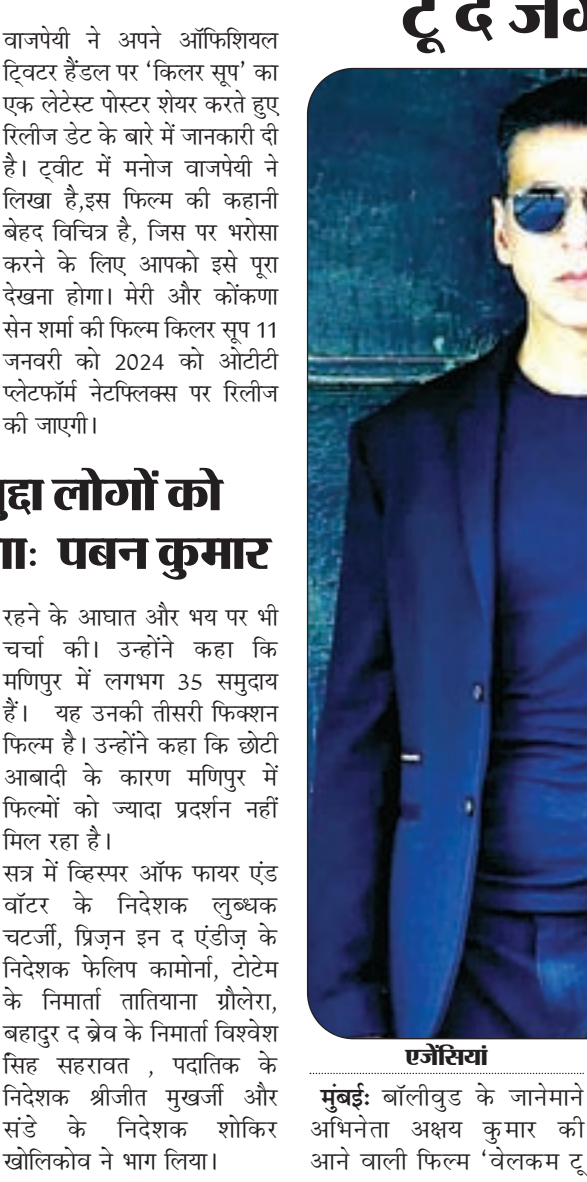 वाजपेयी ने अपने ऑफिशियल
ट्विटर हैंडल पर ‘किलर सूप’ का
एक लेटेस्ट पोस्टर शेयर करते हुए
रिलीज डेट के बारे में जानकारी दी
है। ट्वीट में मनोज वाजपेयी ने
लिखा है,इस फिल्म की कहानी
बेहद विचित्र है, जिस पर भरोसा
करने के लिए आपको इसे पूरा
देखना होगा। मेरी और कोंकणा
सेन शर्मा की फिल्म किलर सूप 11
जनवरी को 2024 को ओटीटी
प्लेटफॉर्म नेटफ्लिक्स पर रिलीज
की जाएगी।
लोगों को
पबन कुमार
रहने के आघात और भय पर भी
चर्चा की। उन्होंने कहा कि
मणिपुर में लगभग 35 समुदाय
हैं। यह उनकी तीसरी फिक्शन
फिल्म है। उन्होंने कहा कि छोटी
आबादी के कारण मणिपुर में
फिल्मों को ज्यादा प्रदर्शन नहीं
मिल रहा है।
सत्र में व्हिस्पर ऑफ फायर एंड
वॉटर के निदेशक लुब्धक
चटर्जी, प्रिज़न इन द एंडीज़ के
निदेशक फेलिप कामोर्ना, टोटेम
के निमार्ता तातियाना ग्रौलेरा,
बहादुर द ब्रेव के निमार्ता विश्वेश
सिंह सहरावत , पदातिक के
निदेशक श्रीजीत मुखर्जी और
संडे के निदेशक शोकिर
खोलिकोव ने भाग लिया।
टू द
एजेंसियां
मुंबई: बॉलीवुड के जानेमाने
अभिनेता अक्षय कुमार की
आने वाली फिल्म ‘वेलकम टू